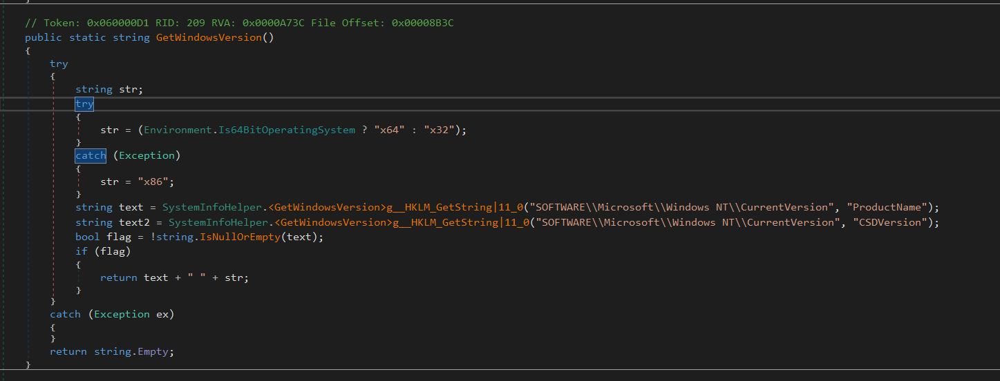 }
// Token: 0x060000D1 RID: 209 RVA: 0x0000A73C File Offset: 0x00008B3C
public static string GetWindowsVersion()
{
try
{
string str;
try
{
str = (Environment.Is64BitOperatingSystem ? "x64" : "x32");
}
catch (Exception)
{
str = "x86";
}
string text = SystemInfoHelper.<GetWindowsVersion>g__HKLM_GetString|11_0("SOFTWARE\\Microsoft\\Windows NT\\CurrentVersion", "ProductName");
string text2 = SystemInfoHelper.<GetWindowsVersion>g__HKLM_GetString|11_0("SOFTWARE\\Microsoft\\Windows NT\\CurrentVersion", "CSDVersion");
bool flag = !string.IsNullOrEmpty(text);
if (flag)
{
return text + " " + str;
}
}
catch (Exception ex)
{
}
return string.Empty;
}